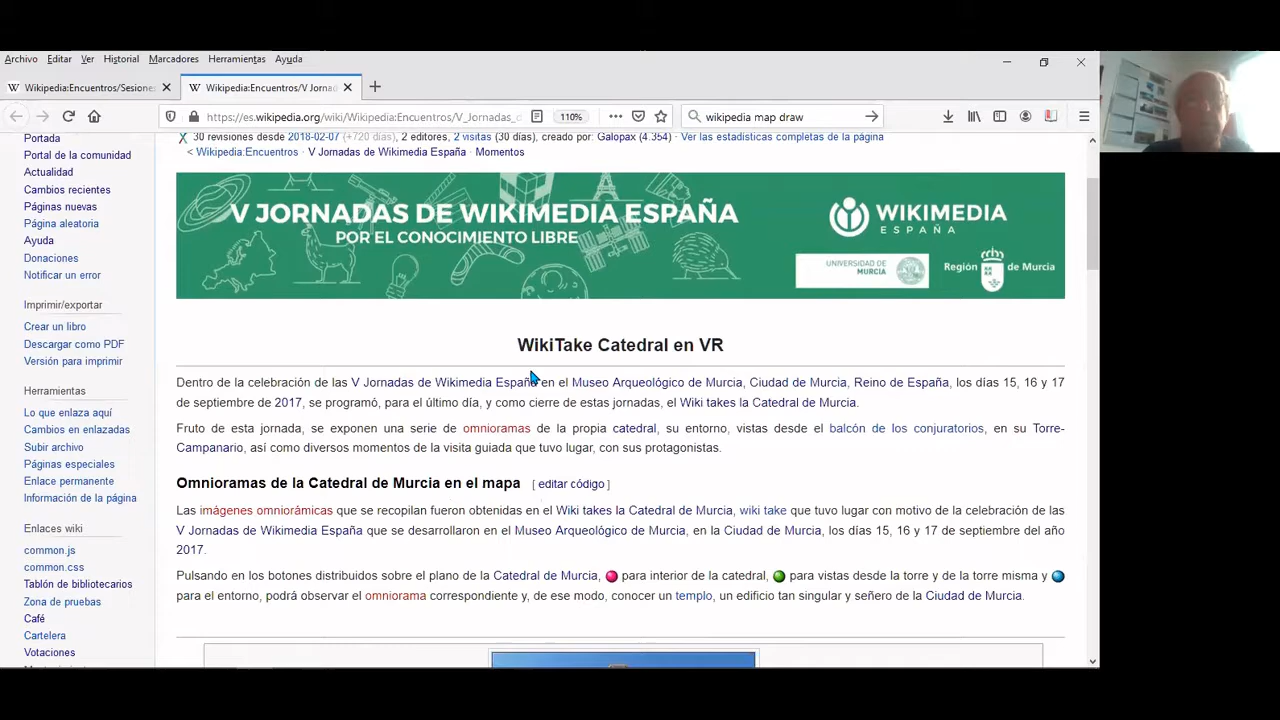 Archivo Editar Ver Historial Marcadores Herramientas Ayuda
Wikipedia:Encuentros/Sesione: Wikipedia:Encuentros/V Jorna
https://es.wikipedia.org/wiki/Wikipedia:Encuentros/V_Jornadas_ 110% wikipedia map draw
30 revisiones desde 2018-02-07 (+720 días), 2 editores, 2 visitas (30 días), creado por: Galopax (4.354) · Ver las estadísticas completas de la página
< Wikipedia:Encuentros · V Jornadas de Wikimedia España · Momentos
Portada
Portal de la comunidad
Actualidad
Cambios recientes
Páginas nuevas
Página aleatoria
Ayuda
Donaciones
Notificar un error
Imprimir/exportar
Crear un libro
Descargar como PDF
Versión para imprimir
Herramientas
Lo que enlaza aquí
Cambios en enlazadas
Subir archivo
Páginas especiales
Enlace permanente
Información de la página
Enlaces wiki
common.js
common.css
Tablón de bibliotecarios
Zona de pruebas
Café
Cartelera
Votaciones
V JORNADAS DE WIKIMEDIA ESPAÑA
POR EL CONOCIMIENTO LIBRE
WIKIMEDIA
ESPAÑA
UNIVERSIDAD DE
MURCIA
Región de Murcia
WikiTake Catedral en VR
Dentro de la celebración de las V Jornadas de Wikimedia España en el Museo Arqueológico de Murcia, Ciudad de Murcia, Reino de España, los días 15, 16 y 17
de septiembre de 2017, se programó, para el último día, y como cierre de estas jornadas, el Wiki takes la Catedral de Murcia.
Fruto de esta jornada, se exponen una serie de omnioramas de la propia catedral, su entorno, vistas desde el balcón de los conjuratorios, en su Torre-
Campanario, así como diversos momentos de la visita guiada que tuvo lugar, con sus protagonistas.
Omnioramas de la Catedral de Murcia en el mapa [ editar código ]
Las imágenes omniorámicas que se recopilan fueron obtenidas en el Wiki takes la Catedral de Murcia, wiki take que tuvo lugar con motivo de la celebración de las
V Jornadas de Wikimedia España que se desarrollaron en el Museo Arqueológico de Murcia, en la Ciudad de Murcia, los días 15, 16 y 17 de septiembre del año
2017.
Pulsando en los botones distribuidos sobre el plano de la Catedral de Murcia, para interior de la catedral, para vistas desde la torre y de la torre misma y
para el entorno, podrá observar el omniorama correspondiente y, de ese modo, conocer un templo, un edificio tan singular y señero de la Ciudad de Murcia.